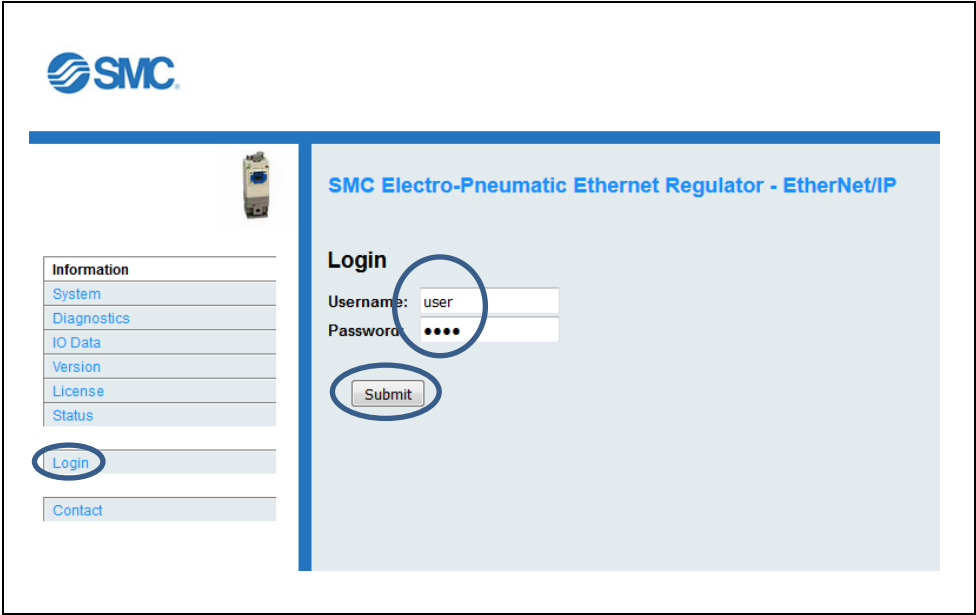 SMC.
SMC Electro-Pneumatic Ethernet Regulator - EtherNet/IP
Information
System
Diagnostics
IO Data
Version
License
Status
Login
Contact
Login
Username: user
Password: ●●●●
Submit